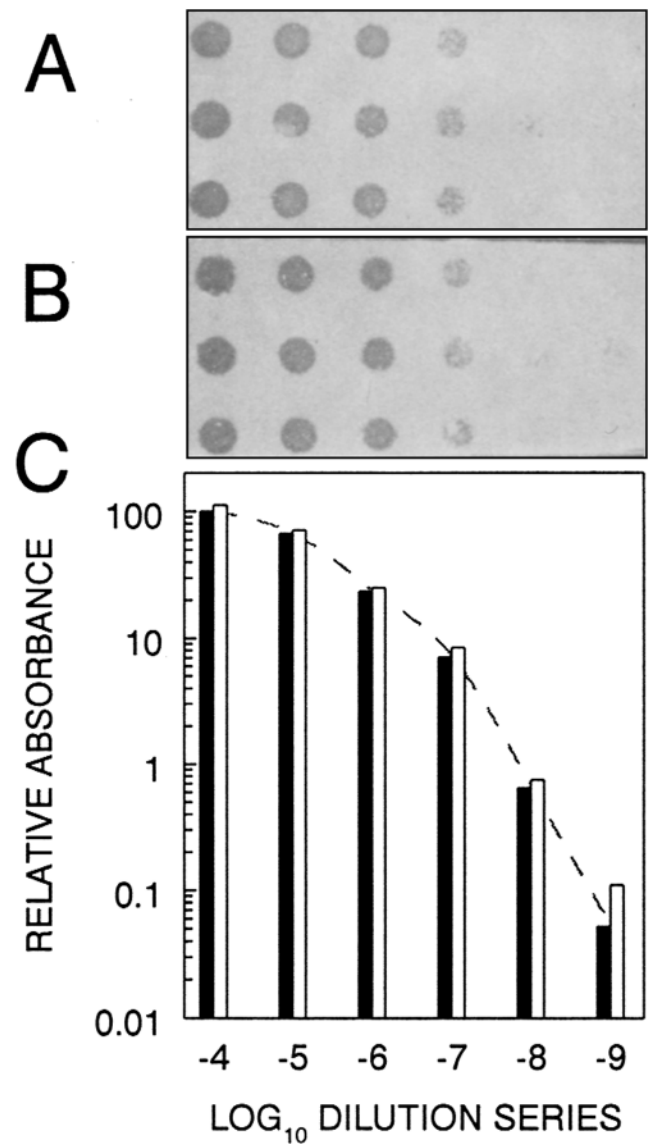 A
B
C
RELATIVE ABSORBANCE
100
10
1
0.1
0.01
-4 -5 -6 -7 -8 -9
LOG₁₀ DILUTION SERIES